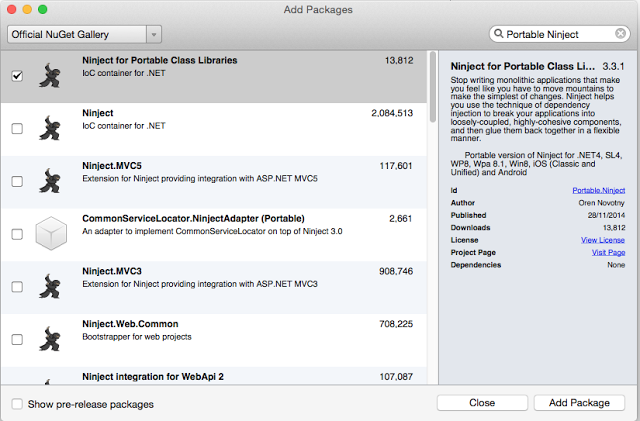 Add Packages
Official NuGet Gallery
Portable Ninject
Ninject for Portable Class Libraries 13,812
IoC container for .NET
Ninject 2,084,513
IoC container for .NET
Ninject.MVC5 117,601
Extension for Ninject providing integration with ASP.NET MVC5
CommonServiceLocator.NinjectAdapter (Portable) 2,661
An adapter to implement CommonServiceLocator on top of Ninject 3.0
Ninject.MVC3 908,746
Extension for Ninject providing integration with ASP.NET MVC3
Ninject.Web.Common 708,225
Bootstrapper for web projects
Ninject integration for WebApi 2 107,087
Ninject for Portable Class Li... 3.3.1
Stop writing monolithic applications that make
you feel like you have to move mountains to
make the simplest of changes. Ninject helps
you use the technique of dependency
injection to break your applications into
loosely-coupled, highly-cohesive components,
and then glue them back together in a flexible
manner.
Portable version of Ninject for .NET4, SL4,
WP8, Wpa 8.1, Win8, iOS (Classic and
Unified) and Android
Id Portable.Ninject
Author Oren Novotny
Published 28/11/2014
Downloads 13,812
License View License
Project Page Visit Page
Dependencies None
Show pre-release packages
Close
Add Package